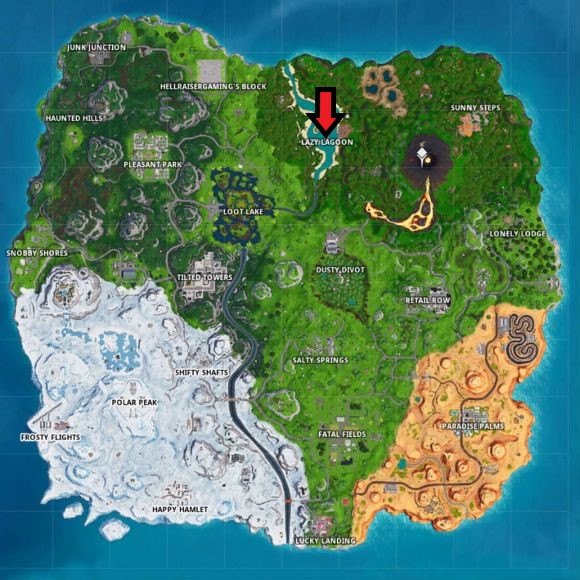 JUNK JUNCTION
HELLRAISERGAMING'S BLOCK
SUNNY STEPS
HAUNTED HILLS
LAZY LAGOON
PLEASANT PARK
LOOT LAKE
LONELY LODGE
SNOBBY SHORES
DUSTY DIVOT
TILTED TOWERS
RETAIL ROW
SALTY SPRINGS
SHIFTY SHAFTS
POLAR PEAK
PARADISE PALMS
FATAL FIELDS
FROSTY FLIGHTS
HAPPY HAMLET
LUCKY LANDING